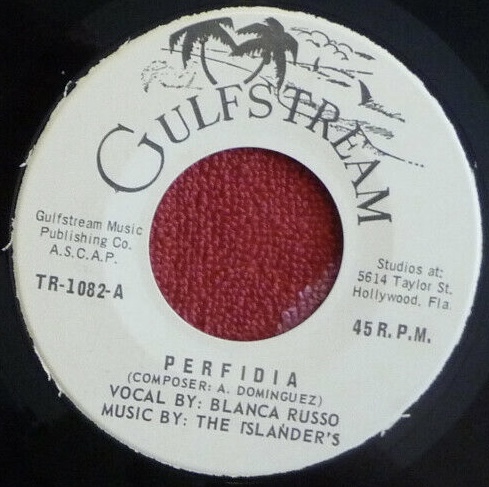 GULFSTREAM
Gulfstream Music
Publishing Co.
A.S.C.A.P.
TR-1082-A
Studios at:
5614 Taylor St.
Hollywood, Fla.
45 R.P.M.
PERFIDIA
(COMPOSER: A. DOMINGUEZ)
VOCAL BY: BLANCA RUSSO
MUSIC BY: THE ISLANDER'S